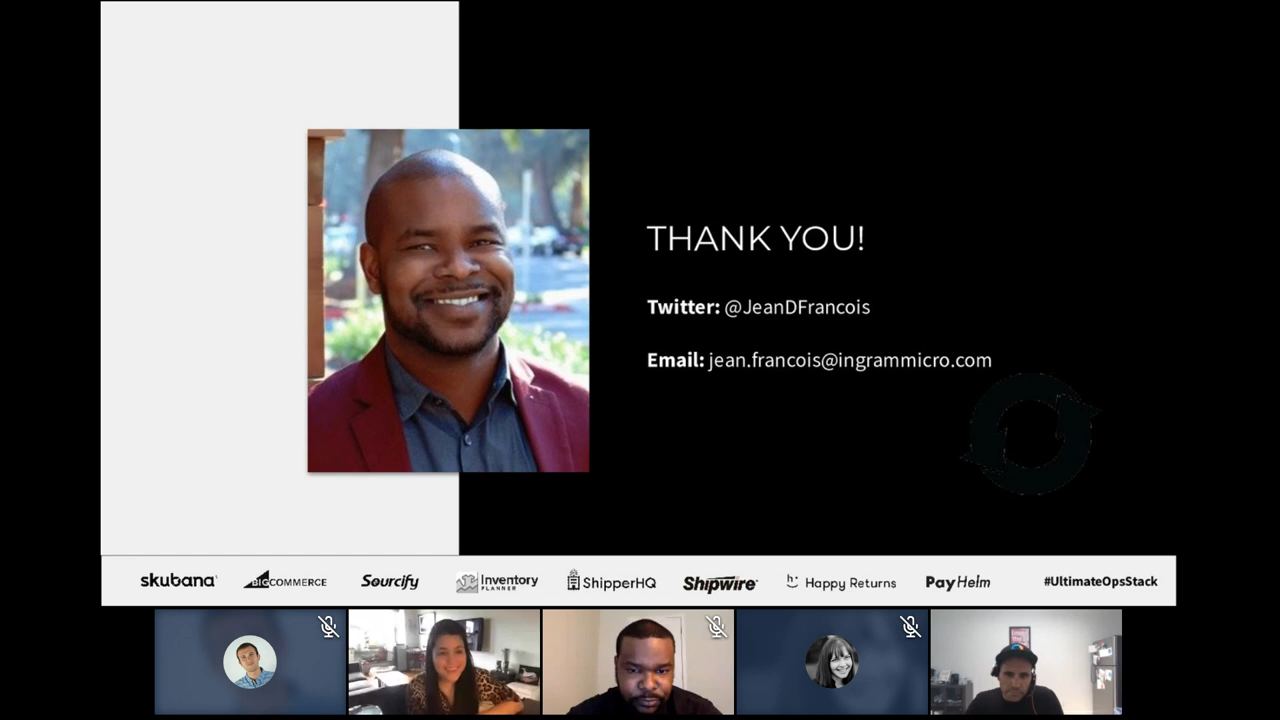 THANK YOU!
Twitter: @JeanDFrancois
Email: jean.francois@ingrammicro.com
skubana BIGCOMMERCE Sourcify Inventory PLANNER ShipperHQ Shipwire Happy Returns PayHelm #UltimateOpsStack